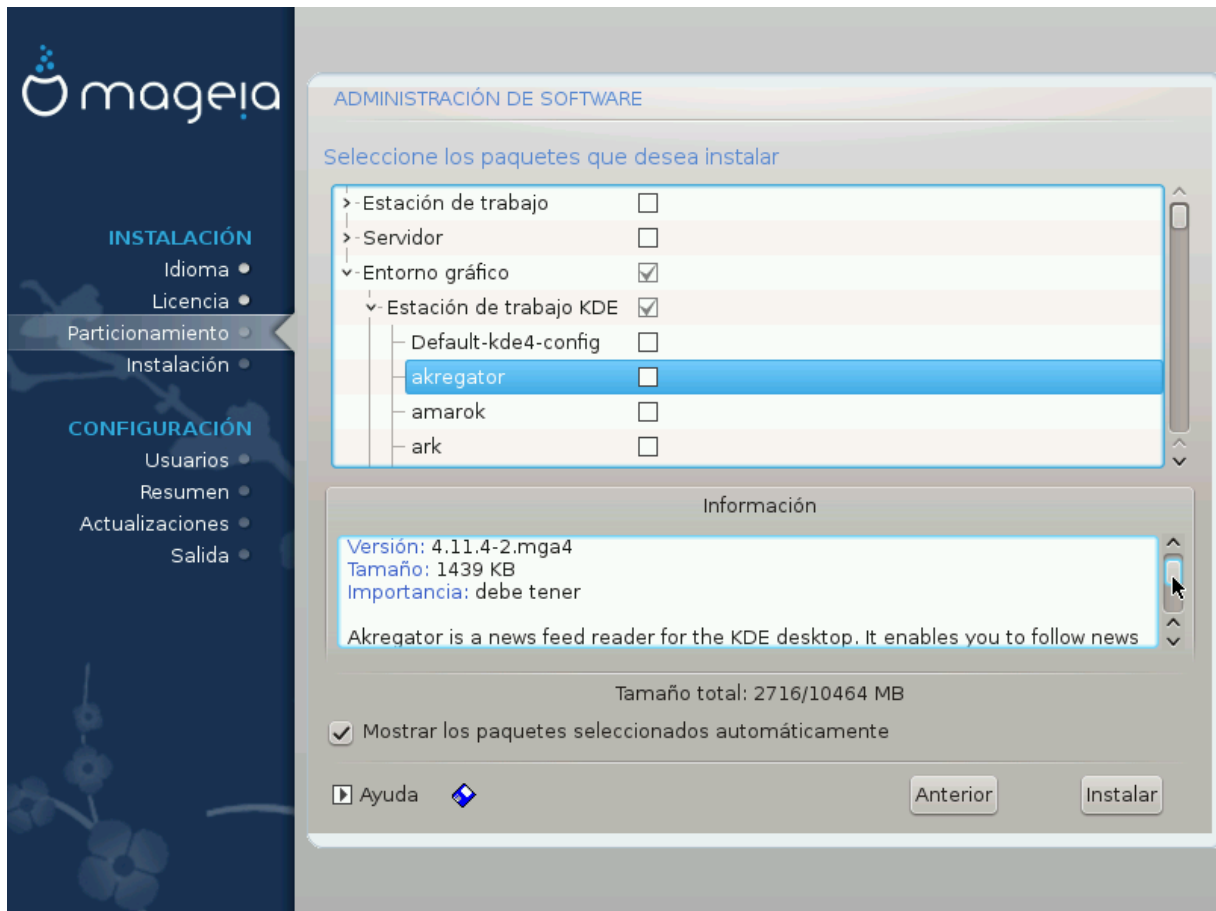 mageia
INSTALACIÓN
Idioma
Licencia
Particionamiento
Instalación
CONFIGURACIÓN
Usuarios
Resumen
Actualizaciones
Salida
ADMINISTRACIÓN DE SOFTWARE
Seleccione los paquetes que desea instalar
Estación de trabajo
Servidor
Entorno gráfico
Estación de trabajo KDE
Default-kde4-config
akregator
amarok
ark
Información
Versión: 4.11.4-2.mga4
Tamaño: 1439 KB
Importancia: debe tener
Akregator is a news feed reader for the KDE desktop. It enables you to follow news
Tamaño total: 2716/10464 MB
Mostrar los paquetes seleccionados automáticamente
Ayuda
Anterior
Instalar